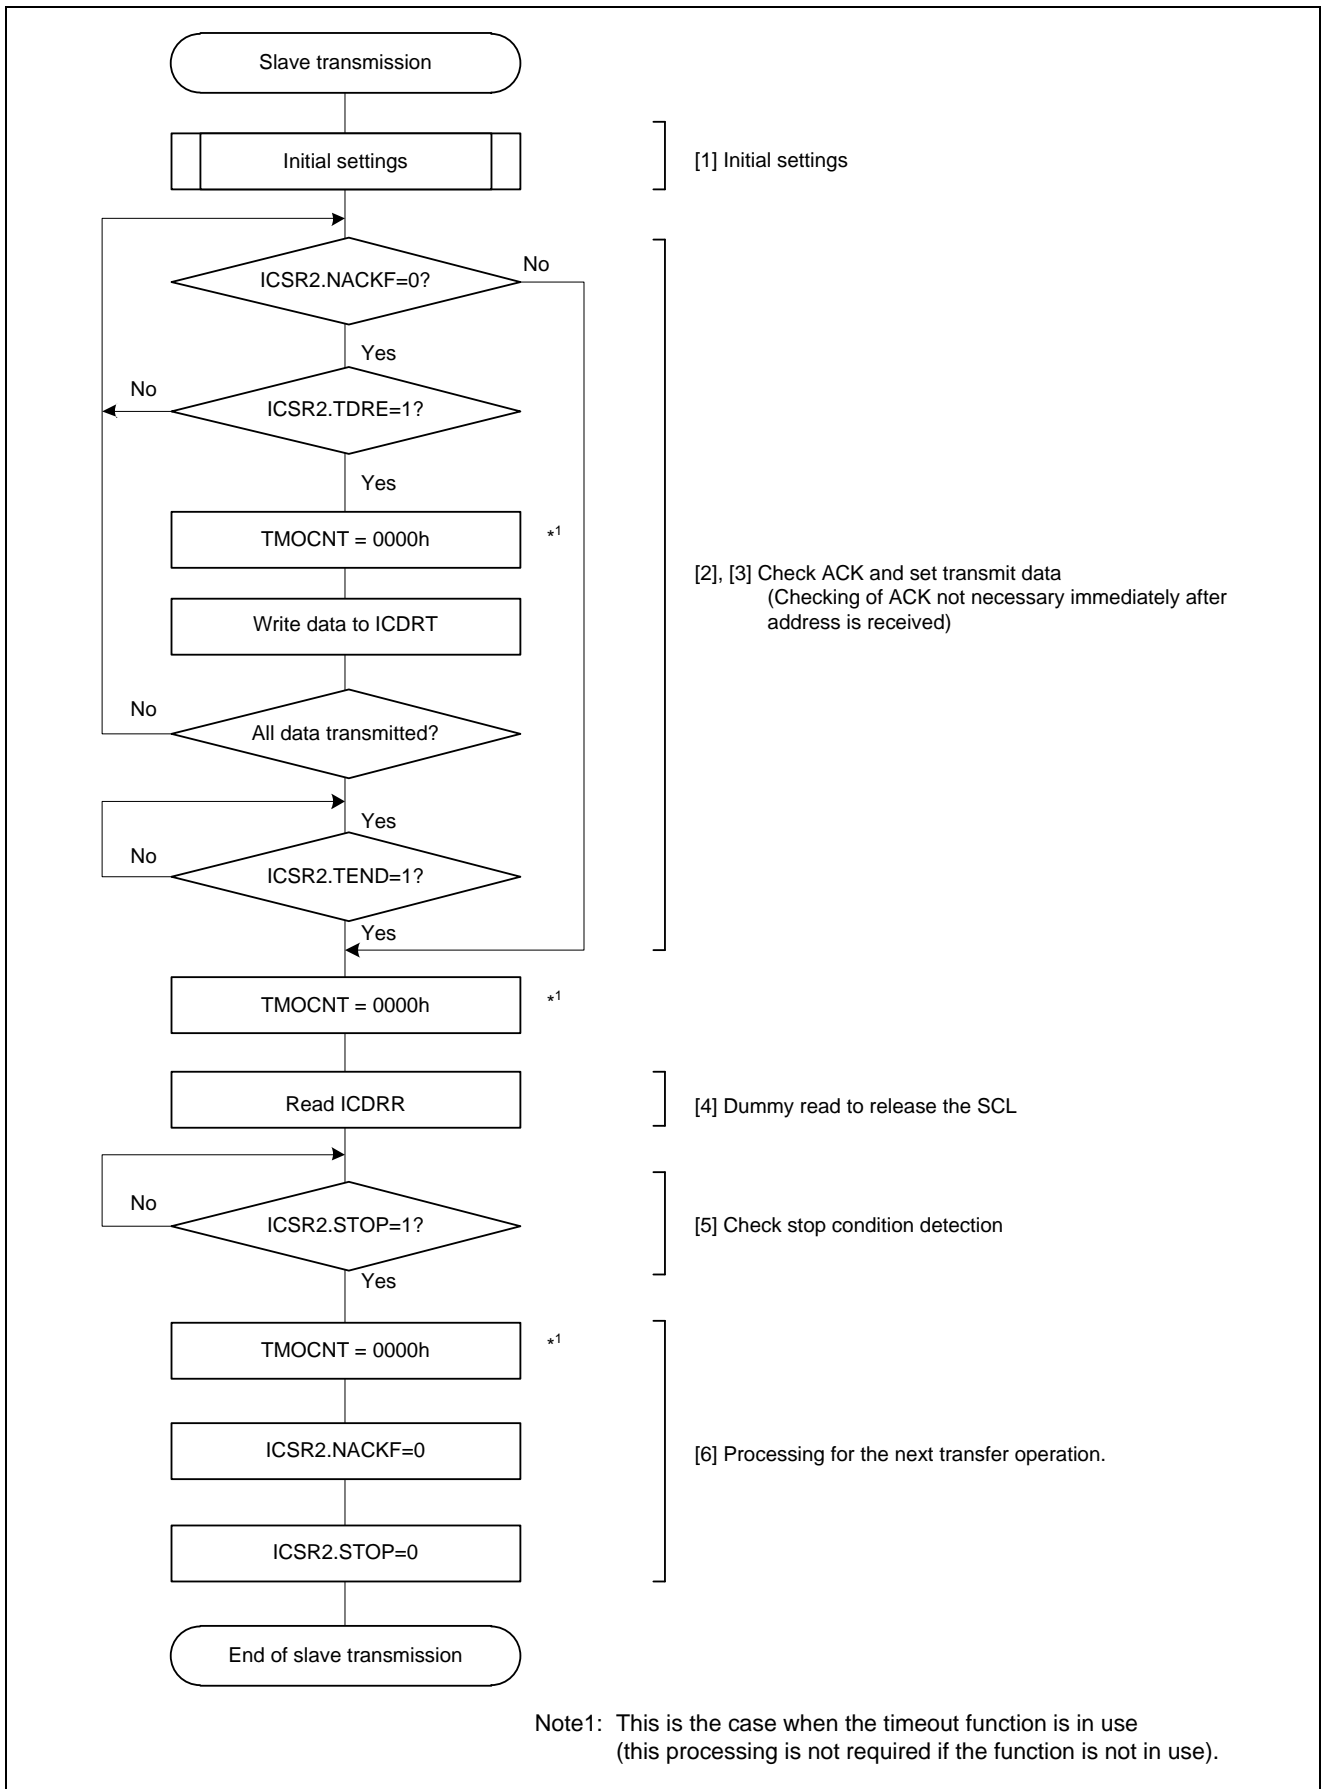 Slave transmission
Initial settings
[1] Initial settings
ICSR2.NACKF=0?
No
Yes
No
ICSR2.TDRE=1?
Yes
TMOCNT = 0000h
*1
[2], [3] Check ACK and set transmit data
(Checking of ACK not necessary immediately after
address is received)
Write data to ICDRT
No
All data transmitted?
Yes
No
ICSR2.TEND=1?
Yes
TMOCNT = 0000h
*1
Read ICDRR
[4] Dummy read to release the SCL
No
ICSR2.STOP=1?
[5] Check stop condition detection
Yes
TMOCNT = 0000h
*1
ICSR2.NACKF=0
[6] Processing for the next transfer operation.
ICSR2.STOP=0
End of slave transmission
Note1: This is the case when the timeout function is in use
(this processing is not required if the function is not in use).